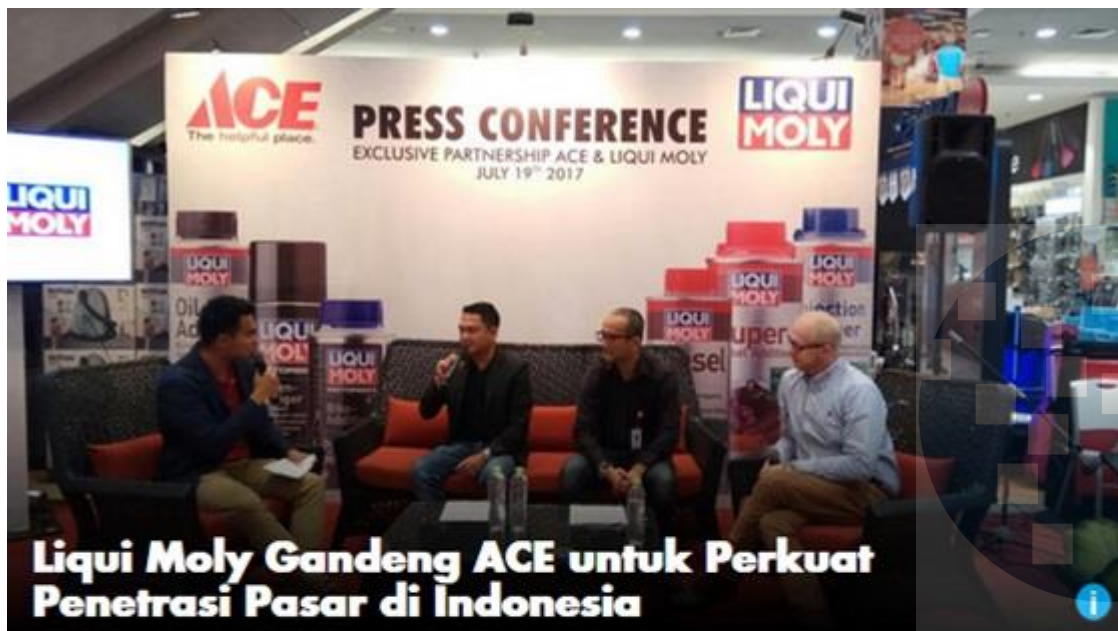 ACE
The helpful place.
PRESS CONFERENCE
EXCLUSIVE PARTNERSHIP ACE & LIQUI MOLY
JULY 19TH 2017
LIQUI
MOLY
LIQUI
MOLY
LIQUI
MOLY
LIQUI
MOLY
LIQUI
MOLY
LIQUI
MOLY
LIQUI
MOLY
Liqui Moly Gandeng ACE untuk Perkuat
Penetrasi Pasar di Indonesia